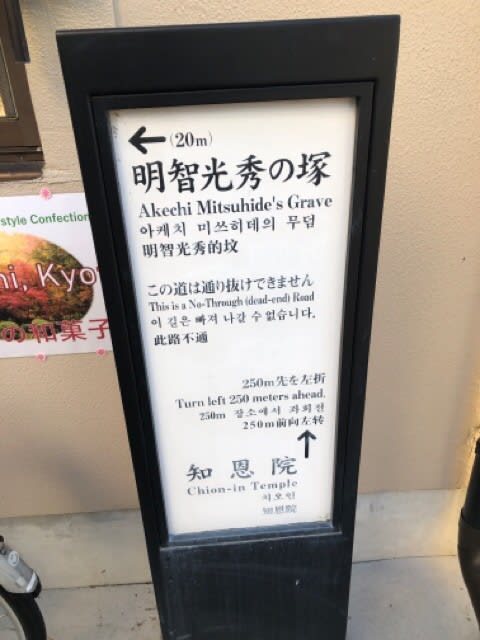 ←(20m)
明智光秀の塚
Akechi Mitsuhide's Grave
아케치 미쓰히데의 무덤
明智光秀的坟
この道は通り抜けできません
This is a No-Through (dead-end) Road
이 길은 빠져 나갈 수 없습니다.
此路不通
250m先を左折
Turn left 250 meters ahead.
250m 장소에서 좌회전
250m前向左转
↑
知恩院
Chion-in Temple
지온인
知恩院
style Confection
hi, Kyo
の和菓子